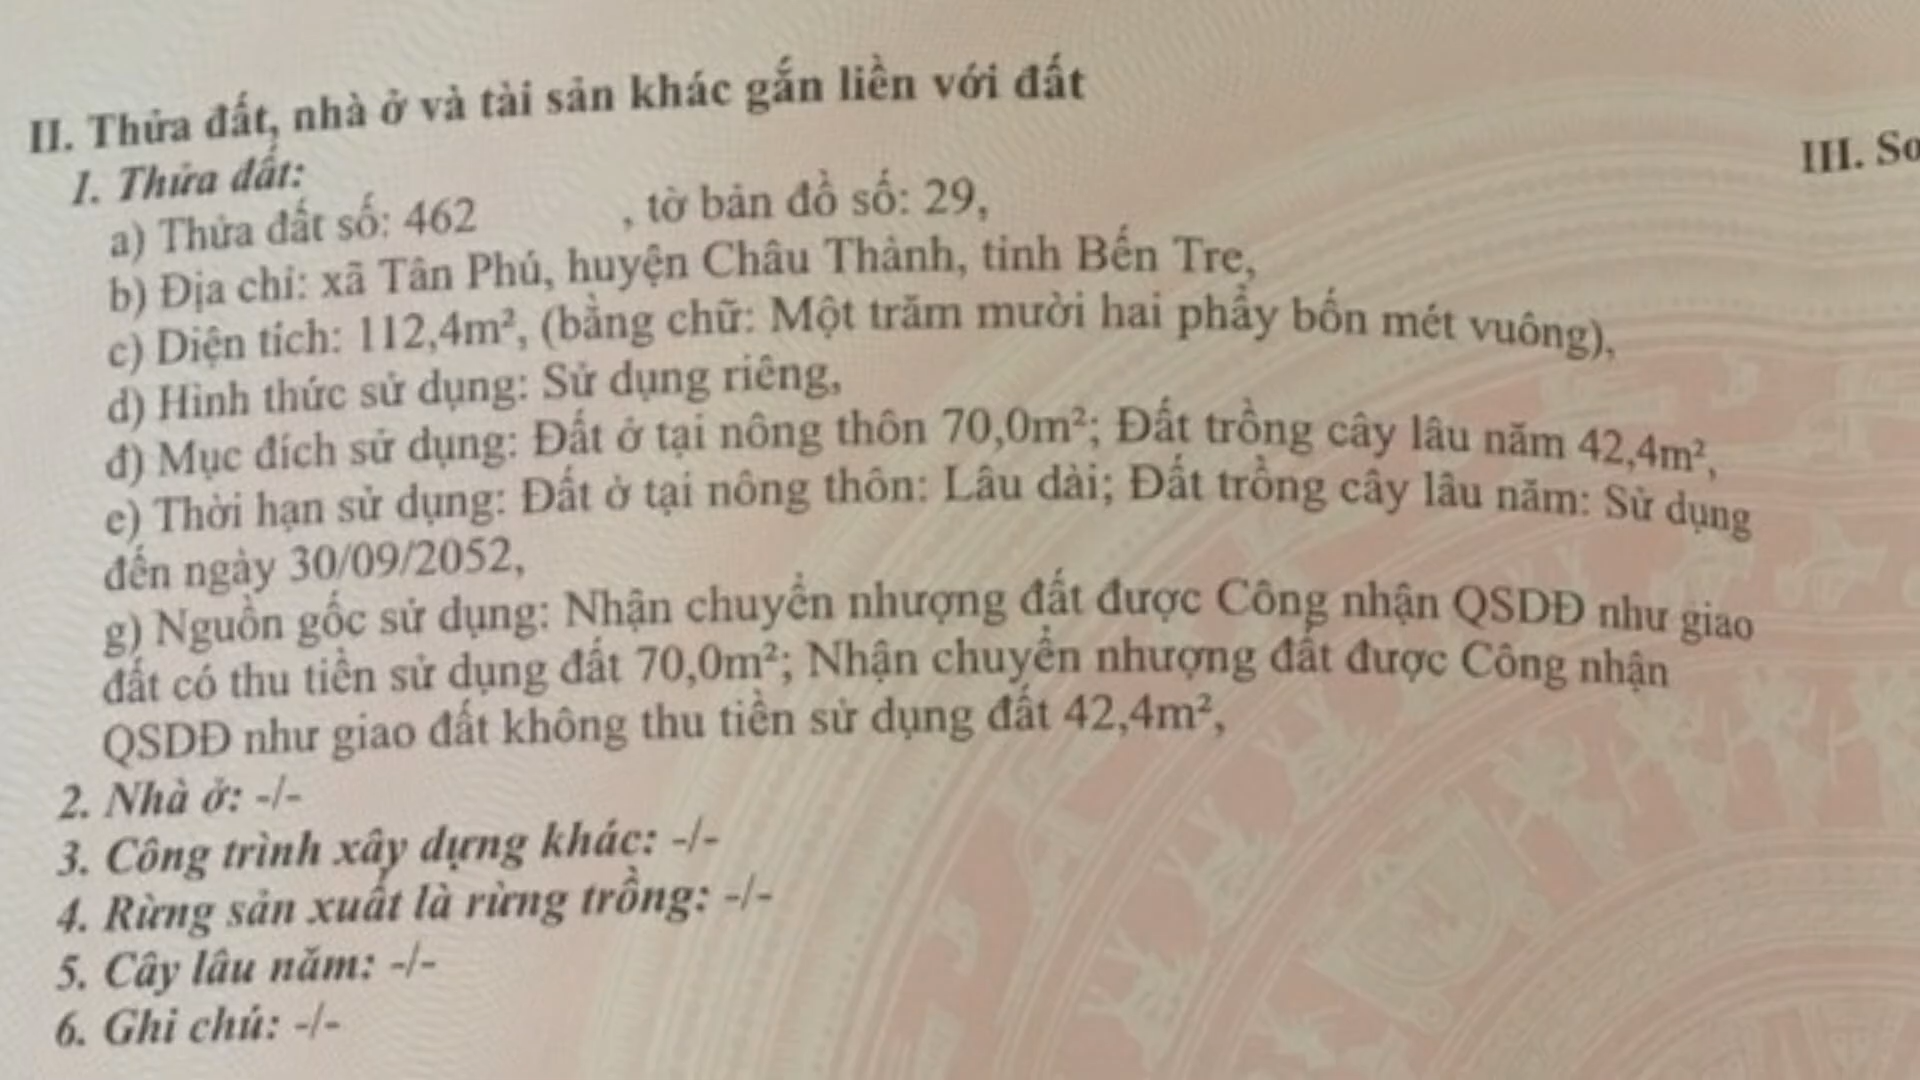 II. Thửa đất, nhà ở và tài sản khác gắn liền với đất
1. Thửa đất:
a) Thửa đất số: 462 , tờ bản đồ số: 29,
b) Địa chỉ: xã Tân Phú, huyện Châu Thành, tỉnh Bến Tre,
c) Diện tích: 112,4m², (bằng chữ: Một trăm mười hai phẩy bốn mét vuông),
d) Hình thức sử dụng: Sử dụng riêng,
đ) Mục đích sử dụng: Đất ở tại nông thôn 70,0m²; Đất trồng cây lâu năm 42,4m²,
e) Thời hạn sử dụng: Đất ở tại nông thôn: Lâu dài; Đất trồng cây lâu năm: Sử dụng
đến ngày 30/09/2052,
g) Nguồn gốc sử dụng: Nhận chuyển nhượng đất được Công nhận QSDĐ như giao
đất có thu tiền sử dụng đất 70,0m²; Nhận chuyển nhượng đất được Công nhận
QSDĐ như giao đất không thu tiền sử dụng đất 42,4m²,
2. Nhà ở: -/-
3. Công trình xây dựng khác: -/-
4. Rừng sản xuất là rừng trồng: -/-
5. Cây lâu năm: -/-
6. Ghi chú: -/-
III.